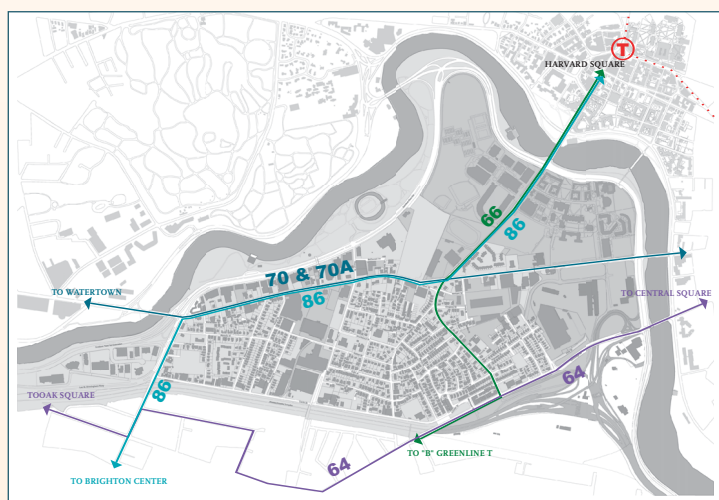 T
HARVARD SQUARE
66
86
70 & 70A
86
TO WATERTOWN
TO CENTRAL SQUARE
86
64
TOOAK SQUARE
TO "B" GREENLINE T
64
TO BRIGHTON CENTER